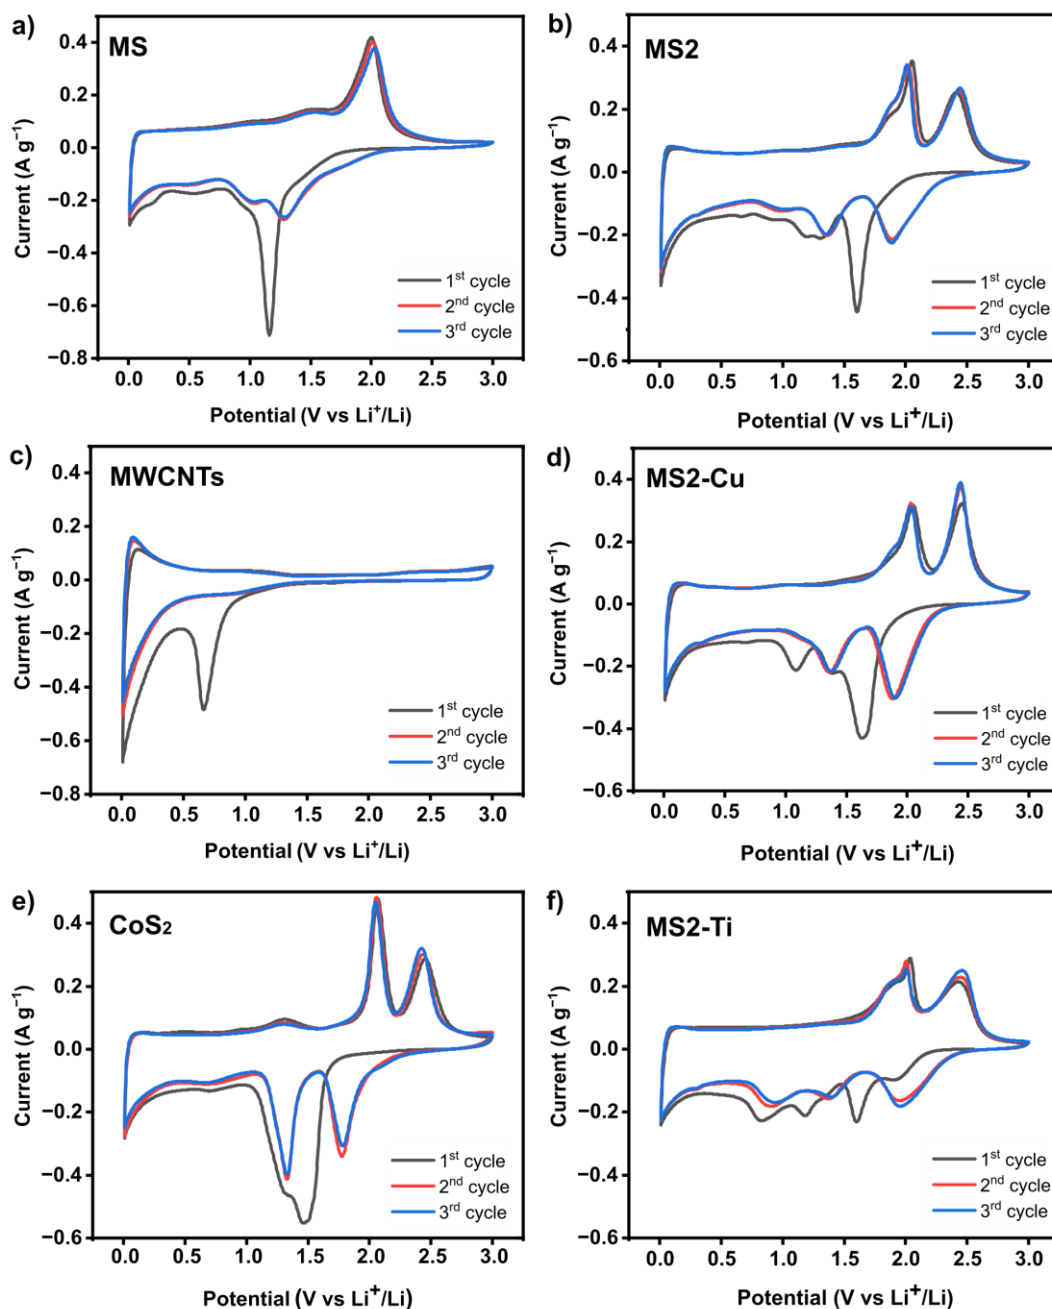 a)
MS
0.4
0.2
0.0
−0.2
−0.4
−0.6
−0.8
Current (A g⁻¹)
1st cycle
2nd cycle
3rd cycle
0.0 0.5 1.0 1.5 2.0 2.5 3.0
Potential (V vs Li⁺/Li)
b)
MS2
0.4
0.2
0.0
−0.2
−0.4
−0.6
Current (A g⁻¹)
1st cycle
2nd cycle
3rd cycle
0.0 0.5 1.0 1.5 2.0 2.5 3.0
Potential (V vs Li⁺/Li)
c)
MWCNTs
0.4
0.2
0.0
−0.2
−0.4
−0.6
−0.8
Current (A g⁻¹)
1st cycle
2nd cycle
3rd cycle
0.0 0.5 1.0 1.5 2.0 2.5 3.0
Potential (V vs Li⁺/Li)
d)
MS2-Cu
0.4
0.2
0.0
−0.2
−0.4
−0.6
Current (A g⁻¹)
1st cycle
2nd cycle
3rd cycle
0.0 0.5 1.0 1.5 2.0 2.5 3.0
Potential (V vs Li⁺/Li)
e)
CoS₂
0.4
0.2
0.0
−0.2
−0.4
−0.6
Current (A g⁻¹)
1st cycle
2nd cycle
3rd cycle
0.0 0.5 1.0 1.5 2.0 2.5 3.0
Potential (V vs Li⁺/Li)
f)
MS2-Ti
0.4
0.2
0.0
−0.2
−0.4
−0.6
Current (A g⁻¹)
1st cycle
2nd cycle
3rd cycle
0.0 0.5 1.0 1.5 2.0 2.5 3.0
Potential (V vs Li⁺/Li)